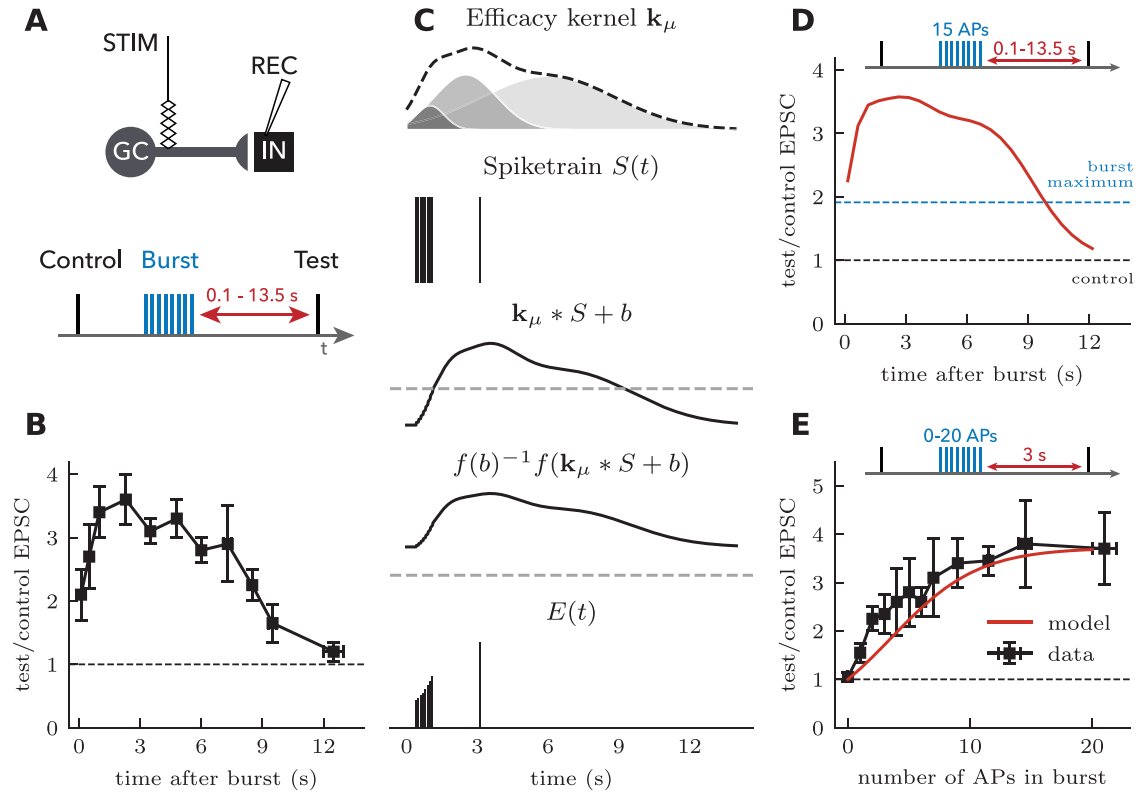 A
STIM
REC
GC
IN
Control
Burst
Test
0.1 - 13.5 s
t
B
test/control EPSC
4
3
2
1
0
0
3
6
9
12
time after burst (s)
C
Efficacy kernel kμ
Spiketrain S(t)
kμ ∗ S + b
f(b)⁻¹f(kμ ∗ S + b)
E(t)
0
3
6
9
12
time (s)
D
15 APs
0.1-13.5 s
test/control EPSC
4
3
2
1
0
burst
maximum
control
0
3
6
9
12
time after burst (s)
E
0-20 APs
3 s
test/control EPSC
5
4
3
2
1
0
model
data
0
10
20
number of APs in burst